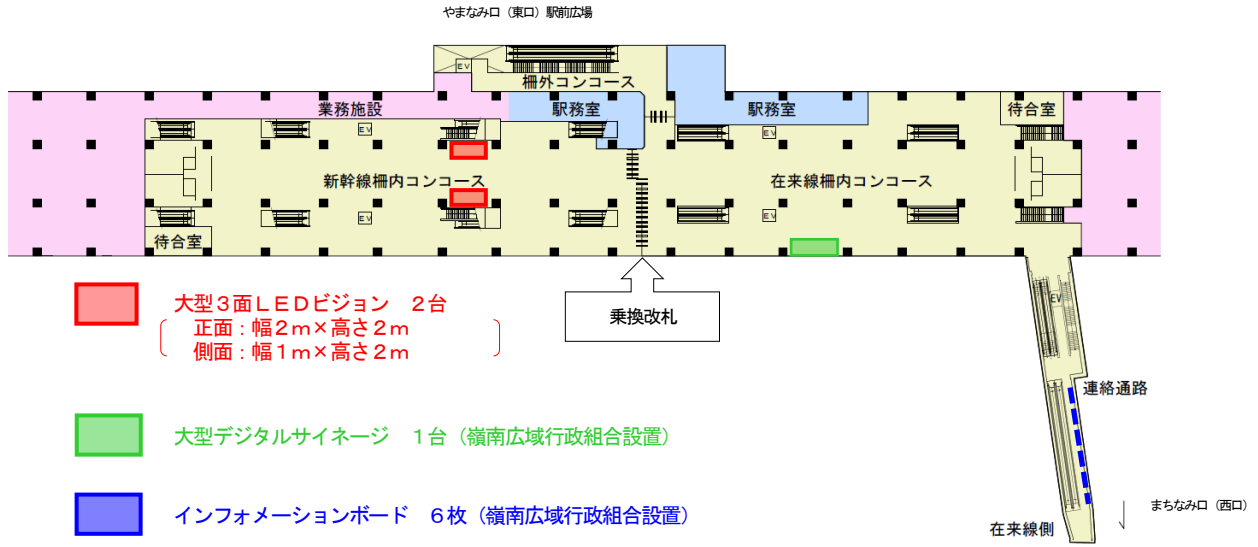 やまなみ口（東口）駅前広場
EV
柵外コンコース
業務施設
駅務室
駅務室
待合室
EV
EV
新幹線柵内コンコース
在来線柵内コンコース
EV
EV
待合室
大型３面ＬＥＤビジョン　２台
正面：幅２ｍ×高さ２ｍ
側面：幅１ｍ×高さ２ｍ
乗換改札
EV
連絡通路
大型デジタルサイネージ　１台（嶺南広域行政組合設置）
インフォメーションボード　６枚（嶺南広域行政組合設置）
まちなみ口（西口）
在来線側